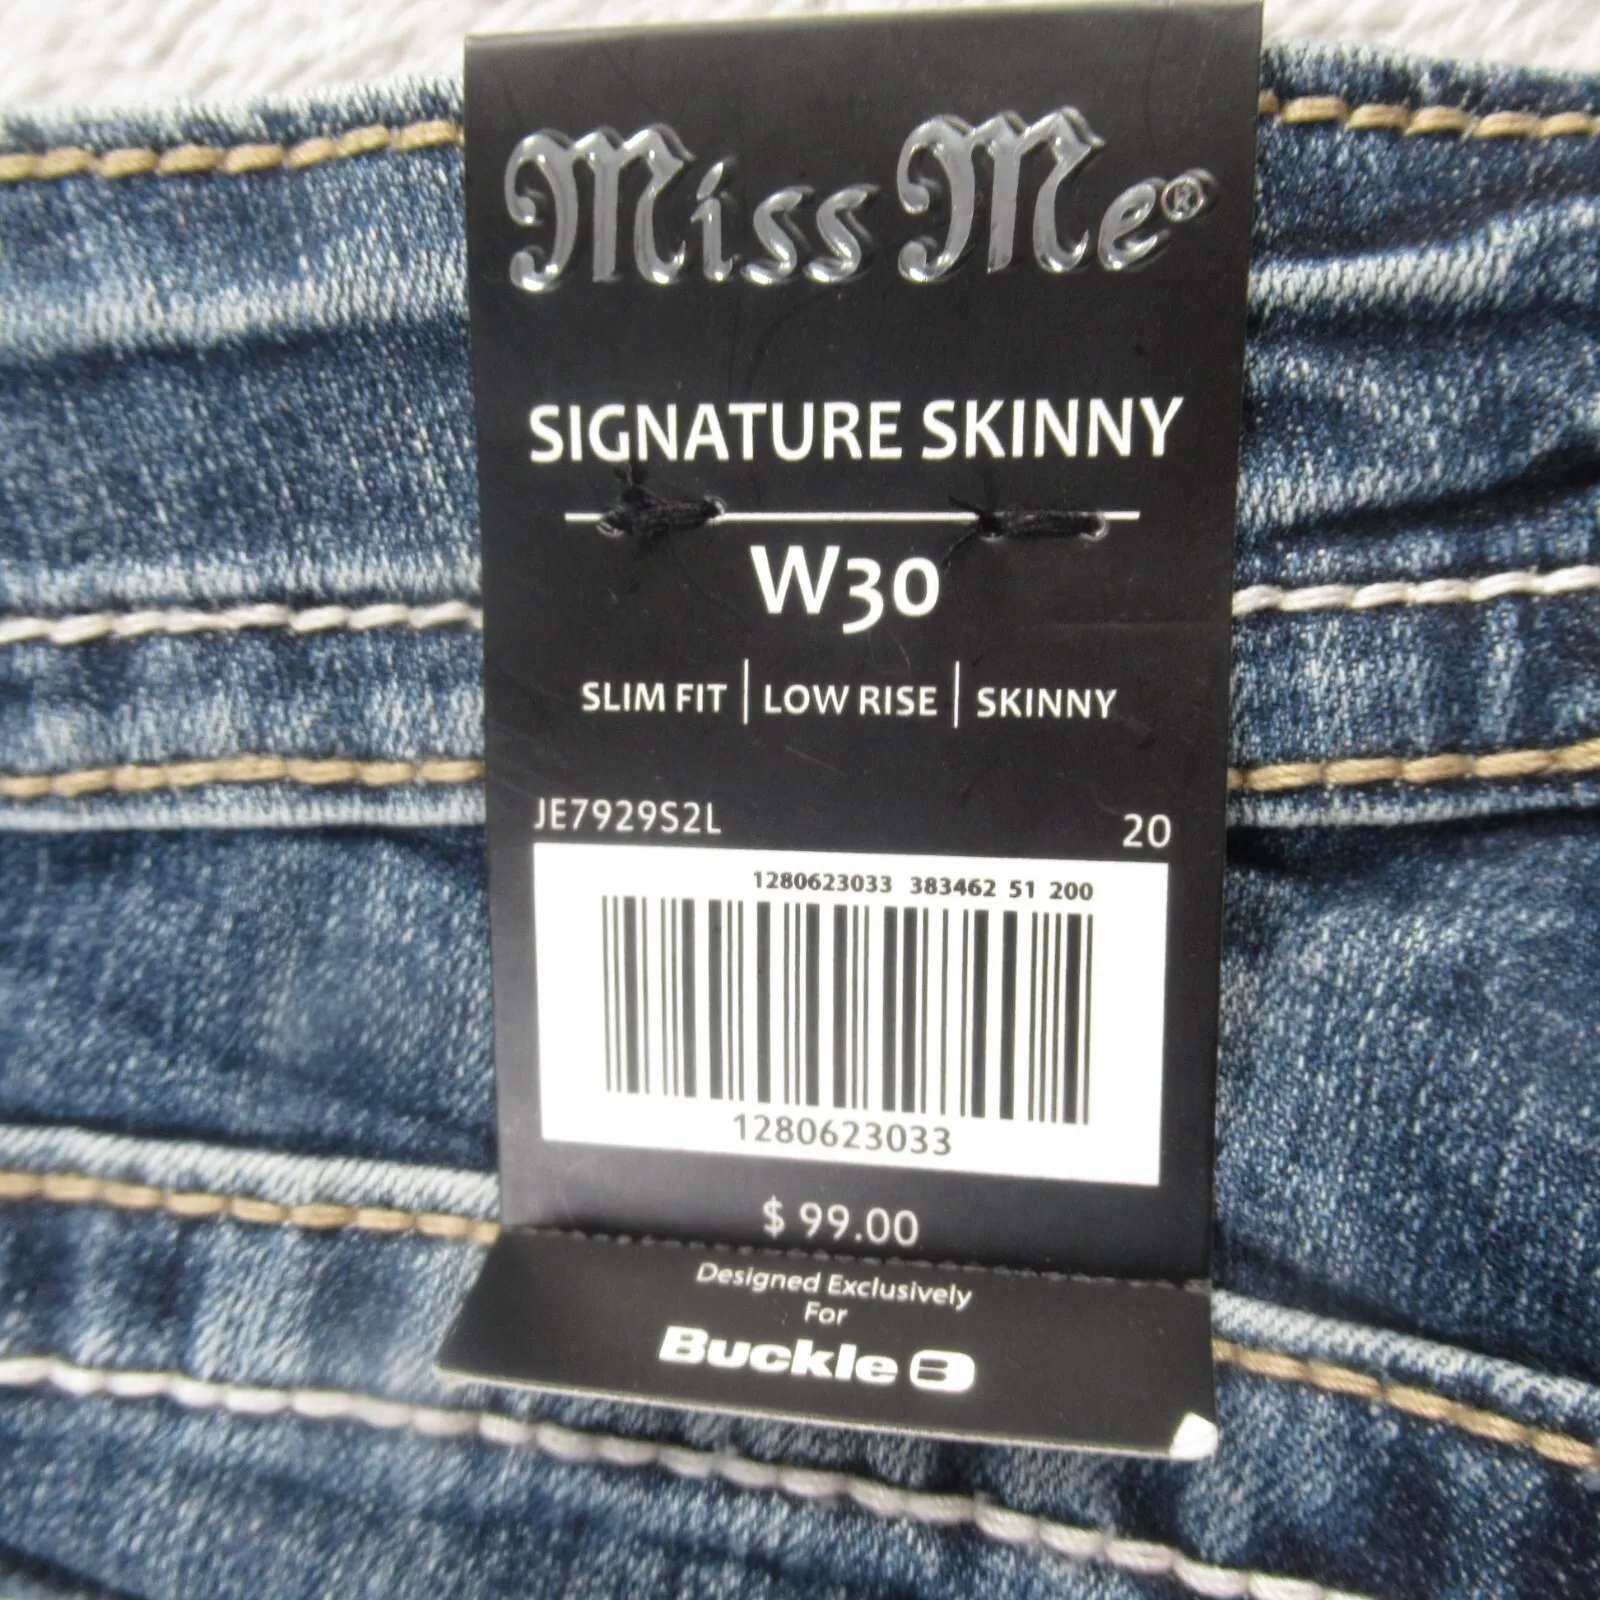 Miss Me®
SIGNATURE SKINNY
W30
SLIM FIT | LOW RISE | SKINNY
JE7929S2L 20
1280623033 383462 51 200
1280623033
$ 99.00
Designed Exclusively
For
Buckle B